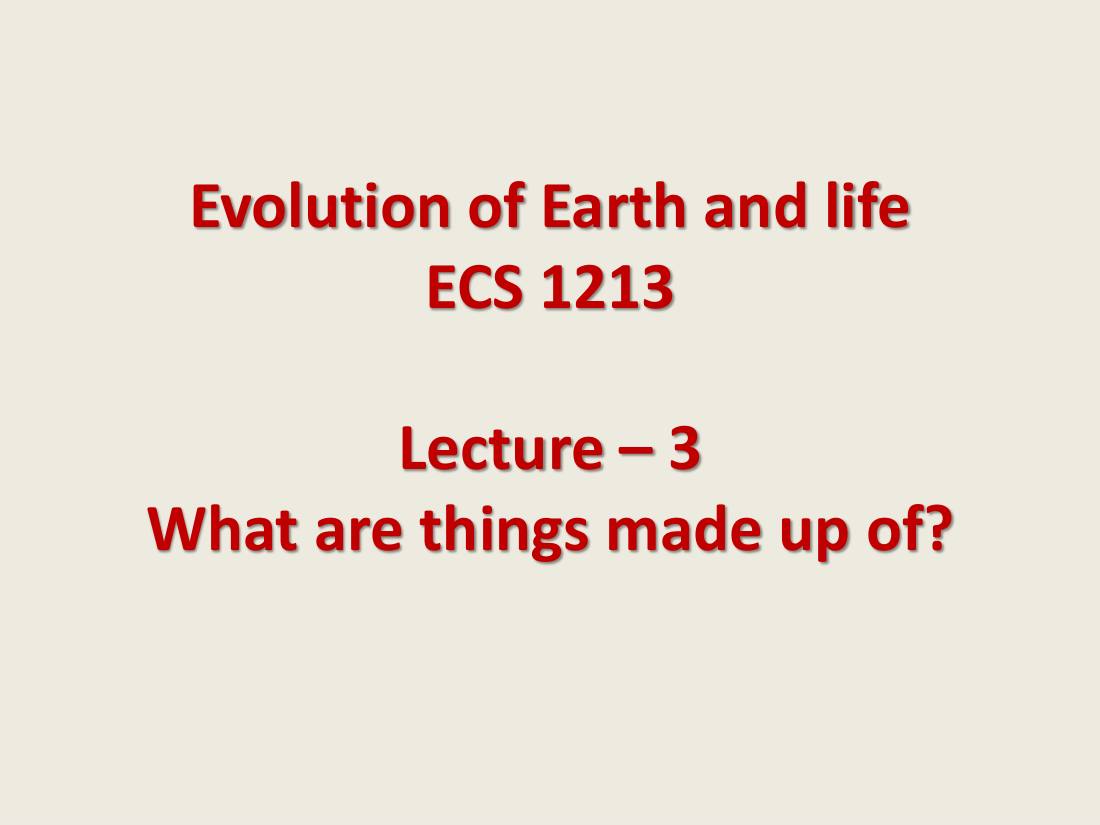 Evolution of Earth and life
ECS 1213
Lecture – 3
What are things made up of?